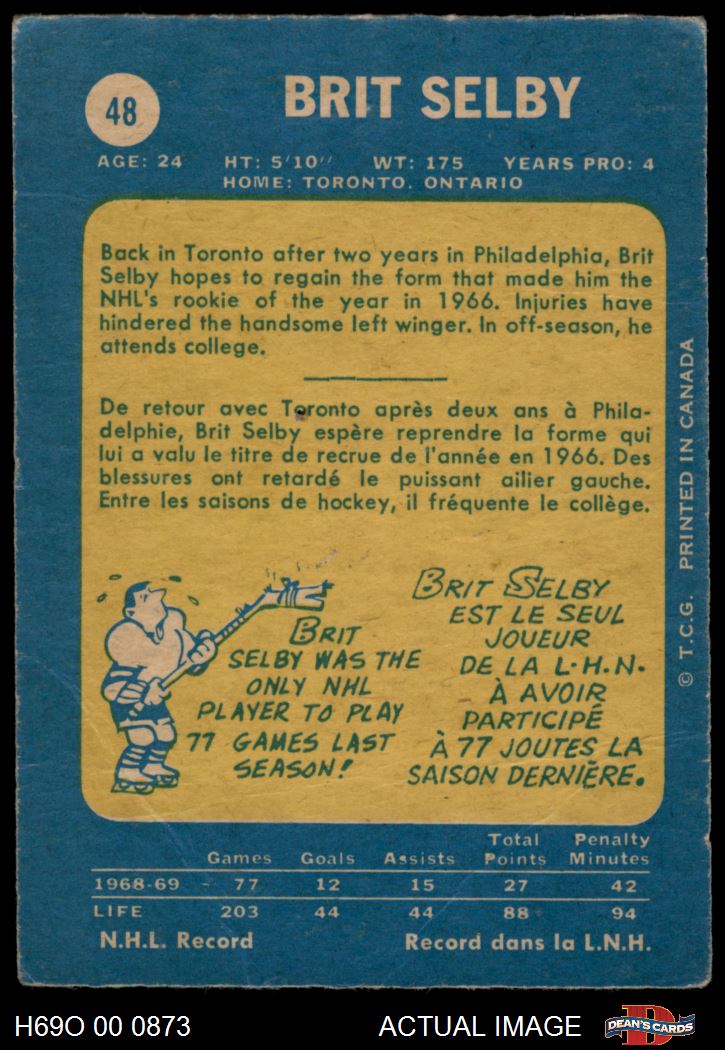 48
BRIT SELBY
AGE: 24 HT: 5'10'' WT: 175 YEARS PRO: 4
HOME: TORONTO. ONTARIO
Back in Toronto after two years in Philadelphia, Brit
Selby hopes to regain the form that made him the
NHL's rookie of the year in 1966. Injuries have
hindered the handsome left winger. In off-season, he
attends college.
De retour avec Toronto après deux ans à Phila-
delphie, Brit Selby espère reprendre la forme qui
lui a valu le titre de recrue de l'année en 1966. Des
blessures ont retardé le puissant ailier gauche.
Entre les saisons de hockey, il fréquente le collège.
BRIT
SELBY WAS THE
ONLY NHL
PLAYER TO PLAY
77 GAMES LAST
SEASON!
BRIT SELBY
EST LE SEUL
JOUEUR
DE LA L.H.N.
À AVOIR
PARTICIPÉ
À 77 JOUTES LA
SAISON DERNIÈRE.
© T.C.G. PRINTED IN CANADA
Games Goals Assists Total Points Penalty Minutes
1968-69 - 77 12 15 27 42
LIFE 203 44 44 88 94
N.H.L. Record Record dans la L.N.H.
H69O 00 0873 ACTUAL IMAGE
D
DEAN'S CARDS